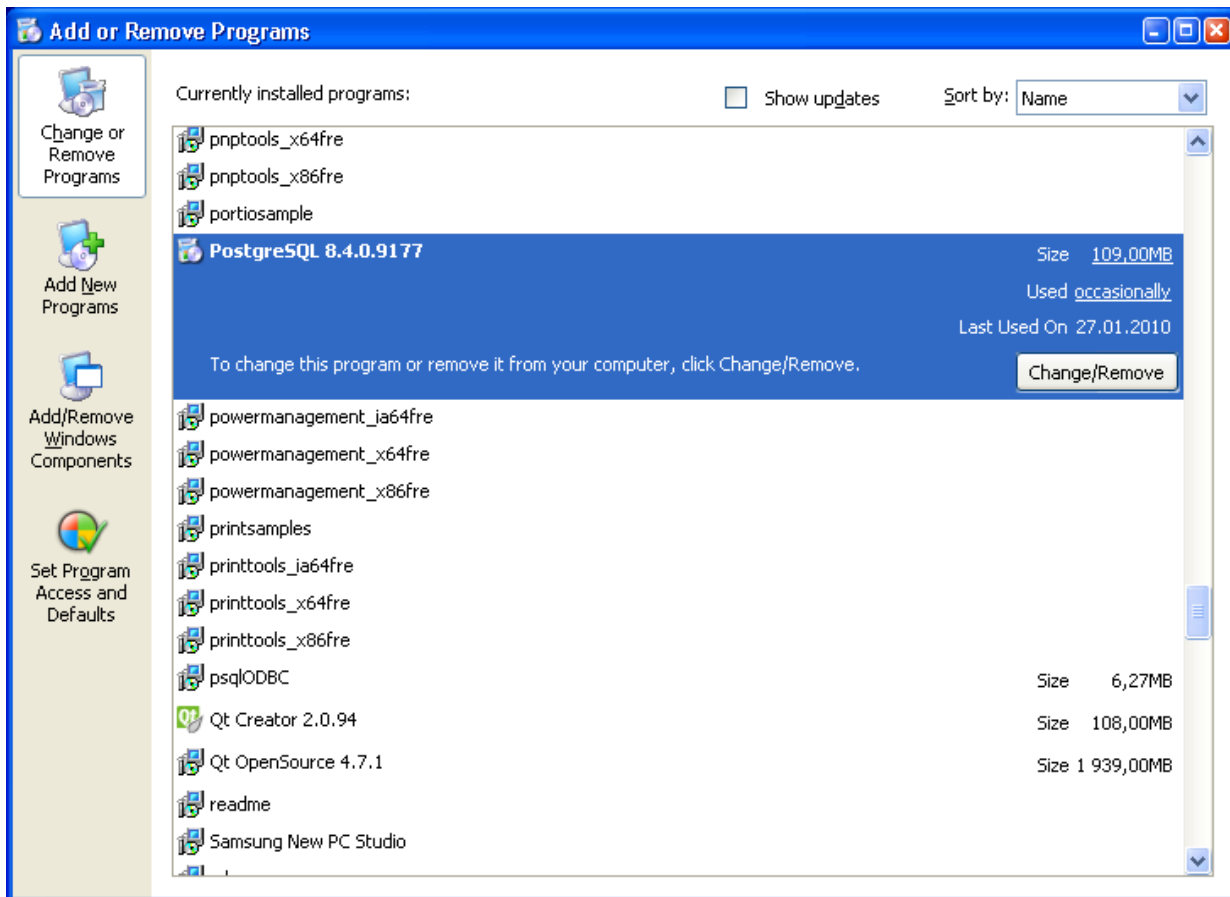 Add or Remove Programs
Change or
Remove
Programs
Add New
Programs
Add/Remove
Windows
Components
Set Program
Access and
Defaults
Currently installed programs:
Show updates
Sort by: Name
pnptools_x64fre
pnptools_x86fre
portiosample
PostgreSQL 8.4.0.9177
Size 109,00MB
Used occasionally
Last Used On 27.01.2010
To change this program or remove it from your computer, click Change/Remove.
Change/Remove
powermanagement_ia64fre
powermanagement_x64fre
powermanagement_x86fre
printsamples
printtools_ia64fre
printtools_x64fre
printtools_x86fre
psqlODBC Size 6,27MB
Qt Creator 2.0.94 Size 108,00MB
Qt OpenSource 4.7.1 Size 1 939,00MB
readme
Samsung New PC Studio